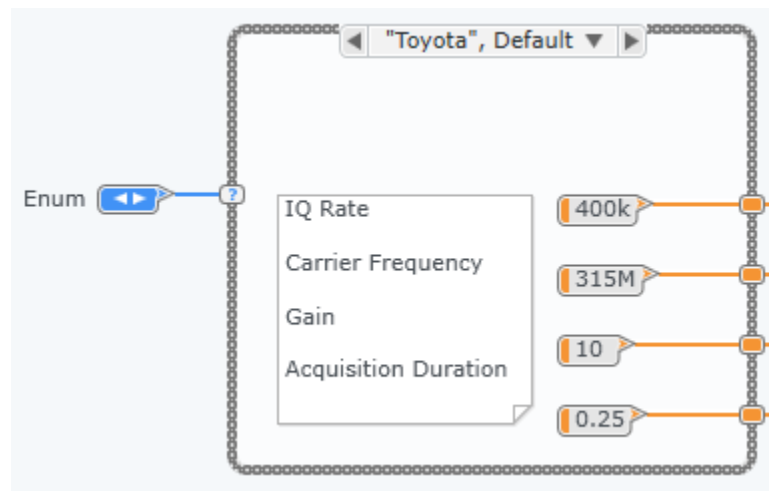 "Toyota", Default
Enum
?
IQ Rate
400k
Carrier Frequency
315M
Gain
10
Acquisition Duration
0.25